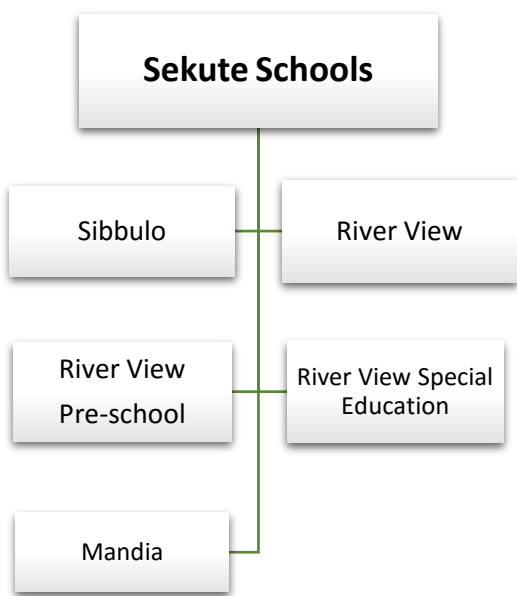 Sekute Schools
Sibbulo
River View
River View
Pre-school
River View Special
Education
Mandia